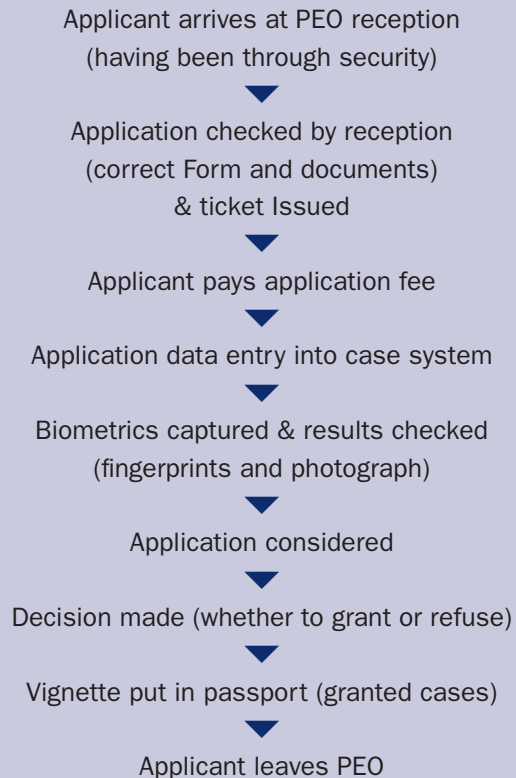 Applicant arrives at PEO reception
(having been through security)
Application checked by reception
(correct Form and documents)
& ticket Issued
Applicant pays application fee
Application data entry into case system
Biometrics captured & results checked
(fingerprints and photograph)
Application considered
Decision made (whether to grant or refuse)
Vignette put in passport (granted cases)
Applicant leaves PEO